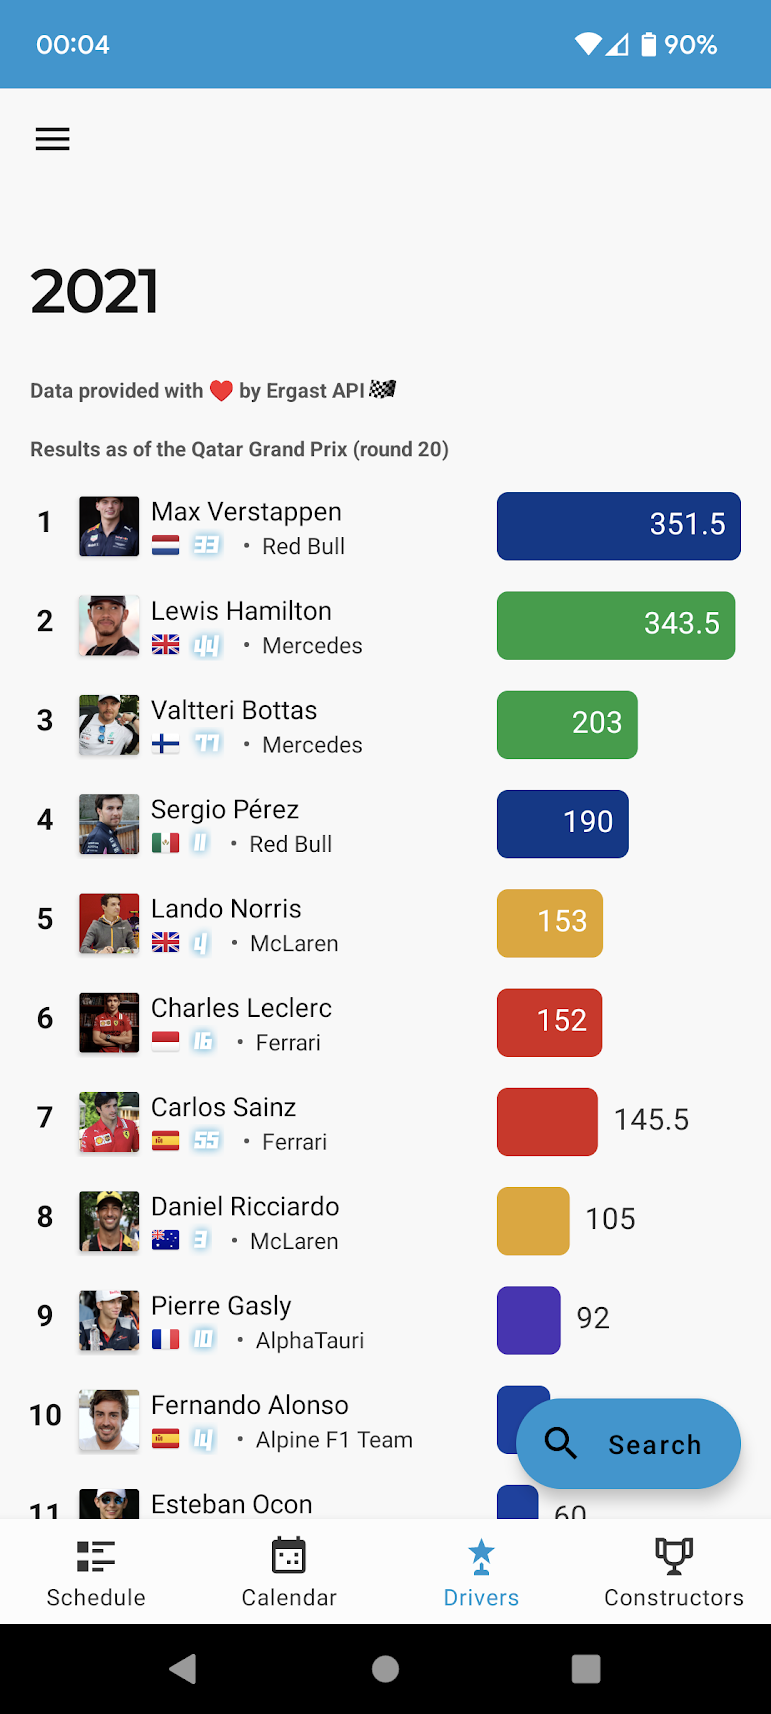 00:04 90%
2021
Data provided with ❤️ by Ergast API 🏁
Results as of the Qatar Grand Prix (round 20)
1 Max Verstappen 351.5
33 • Red Bull
2 Lewis Hamilton 343.5
44 • Mercedes
3 Valtteri Bottas 203
77 • Mercedes
4 Sergio Pérez 190
11 • Red Bull
5 Lando Norris 153
4 • McLaren
6 Charles Leclerc 152
16 • Ferrari
7 Carlos Sainz 145.5
55 • Ferrari
8 Daniel Ricciardo 105
3 • McLaren
9 Pierre Gasly 92
10 • AlphaTauri
10 Fernando Alonso
14 • Alpine F1 Team
Search
11 Esteban Ocon 60
Schedule Calendar Drivers Constructors